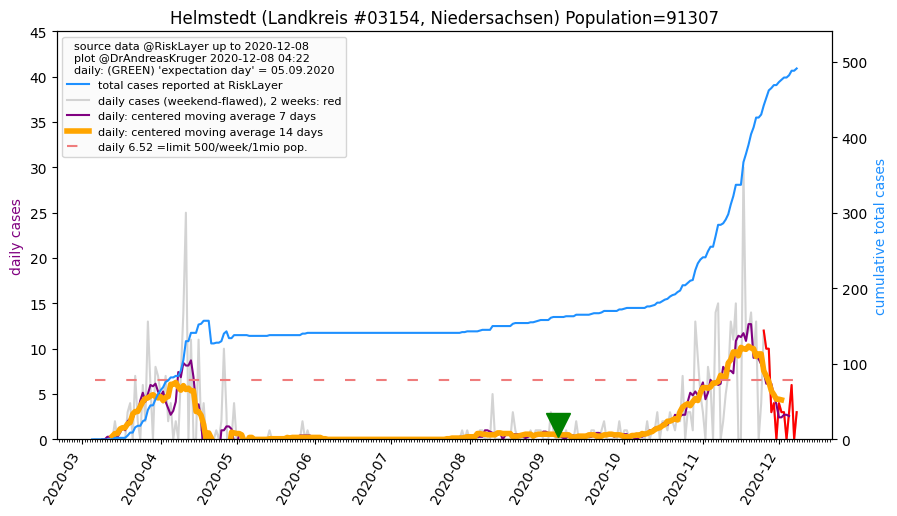 Helmstedt (Landkreis #03154, Niedersachsen) Population=91307
source data @RiskLayer up to 2020-12-08
plot @DrAndreasKruger 2020-12-08 04:22
daily: (GREEN) 'expectation day' = 05.09.2020
total cases reported at RiskLayer
daily cases (weekend-flawed), 2 weeks: red
daily: centered moving average 7 days
daily: centered moving average 14 days
daily 6.52 =limit 500/week/1mio pop.
daily cases
45
40
35
30
25
20
15
10
5
0
500
400
300
200
100
0
cumulative total cases
2020-03
2020-04
2020-05
2020-06
2020-07
2020-08
2020-09
2020-10
2020-11
2020-12